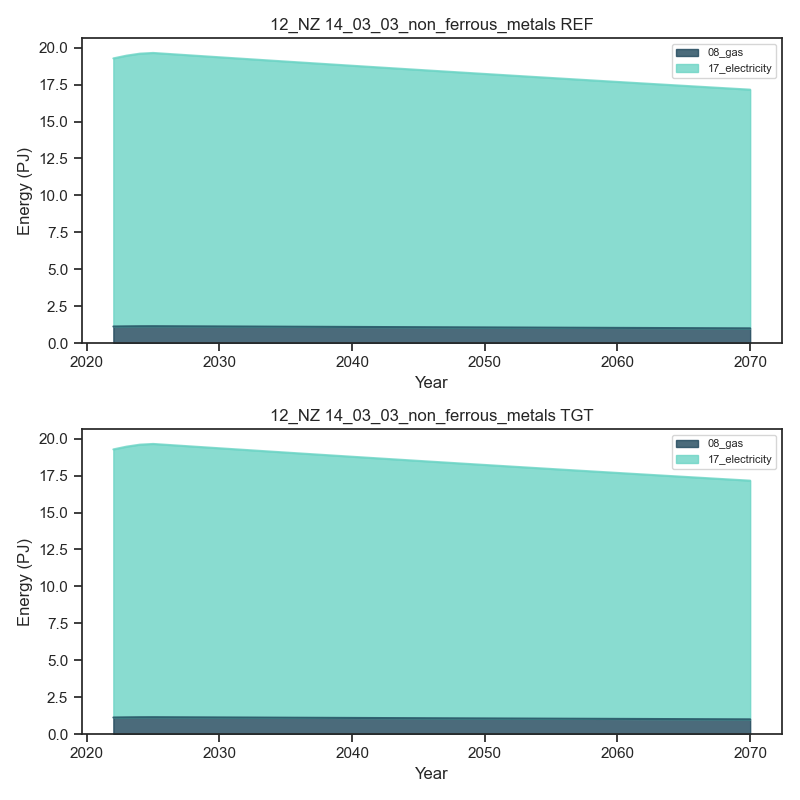 12_NZ 14_03_03_non_ferrous_metals REF
20.0
17.5
15.0
12.5
10.0
7.5
5.0
2.5
0.0
Energy (PJ)
08_gas
17_electricity
2020 2030 2040 2050 2060 2070
Year
12_NZ 14_03_03_non_ferrous_metals TGT
20.0
17.5
15.0
12.5
10.0
7.5
5.0
2.5
0.0
Energy (PJ)
08_gas
17_electricity
2020 2030 2040 2050 2060 2070
Year